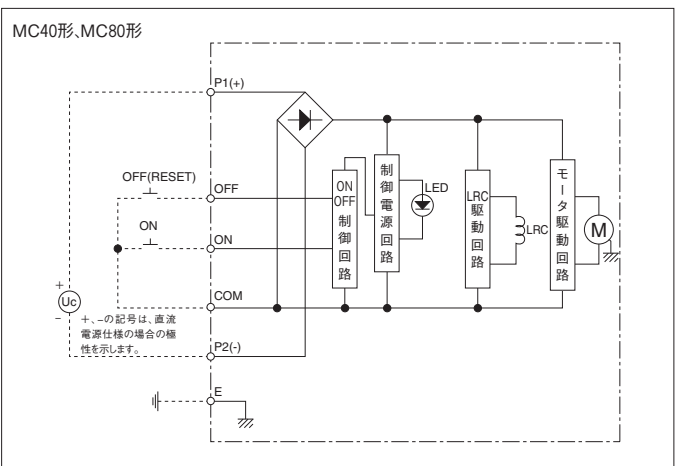 MC40形、MC80形
P1(+)
OFF(RESET)
OFF
ON
ON
COM
P2(-)
E
+
Uc
−
+、−の記号は、直流
電源仕様の場合の極
性を示します。
ON
OFF
制御回路
制御電源回路
LED
LRC
駆動回路
LRC
モータ駆動回路
M